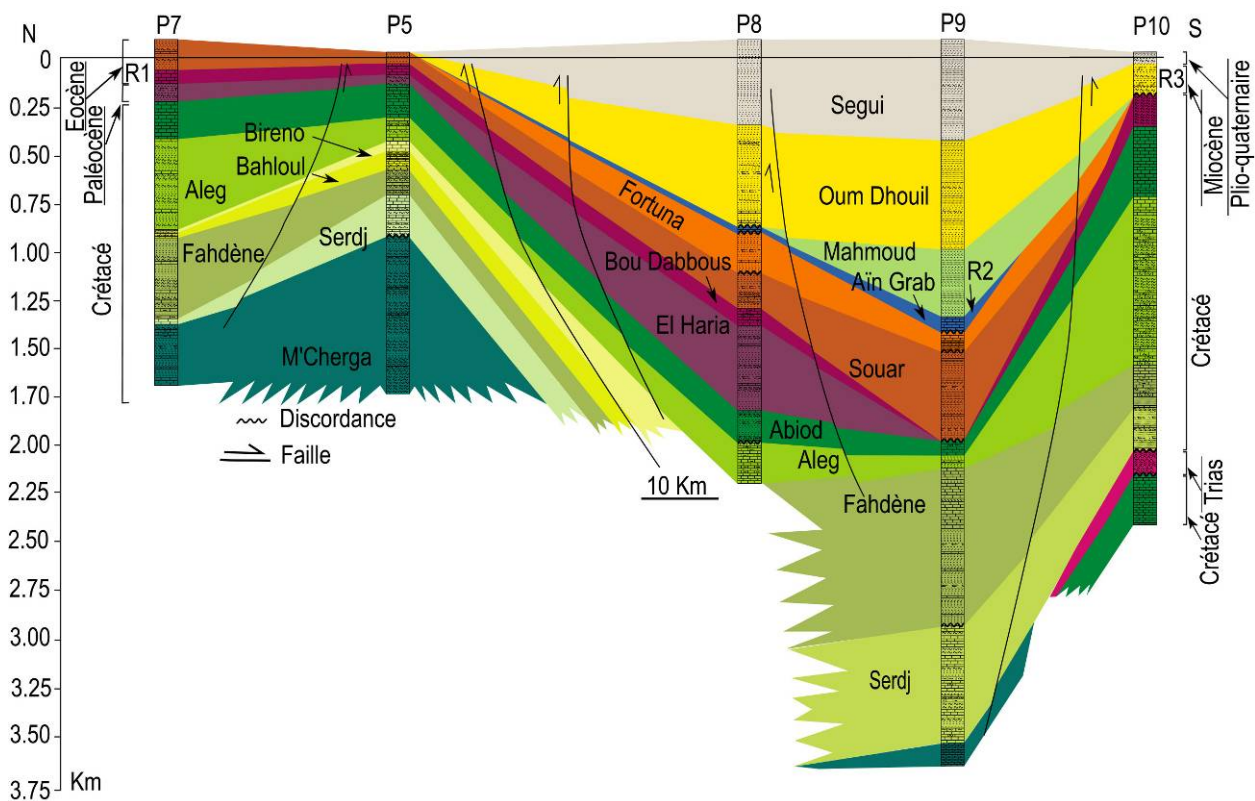 N
P7
P5
P8
P9
P10
S
0
0.25
0.50
0.75
1.00
1.25
1.50
1.70
2.00
2.25
2.50
2.75
3.00
3.25
3.50
3.75
Km
Eocène
R1
Paléocène
Crétacé
Bireno
Bahloul
Aleg
Fahdène
Serdj
M'Cherga
Discordance
Faille
10 Km
Segui
Oum Dhouil
Fortuna
Mahmoud
Bou Dabbous
Aïn Grab
R2
El Haria
Souar
Abiod
Aleg
Fahdène
Serdj
R3
Miocène
Plio-quaternaire
Crétacé
Trias
Crétacé